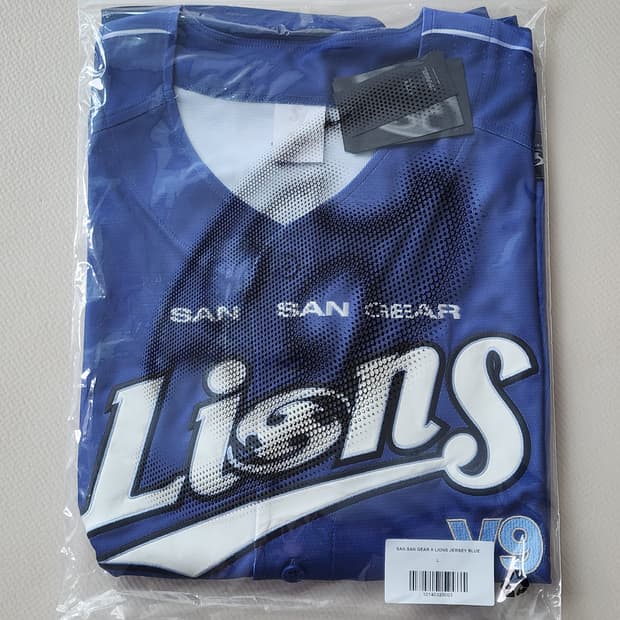 SAN SAN GEAR
Lions
V9
SAN SAN GEAR X LIONS JERSEY BLUE
L